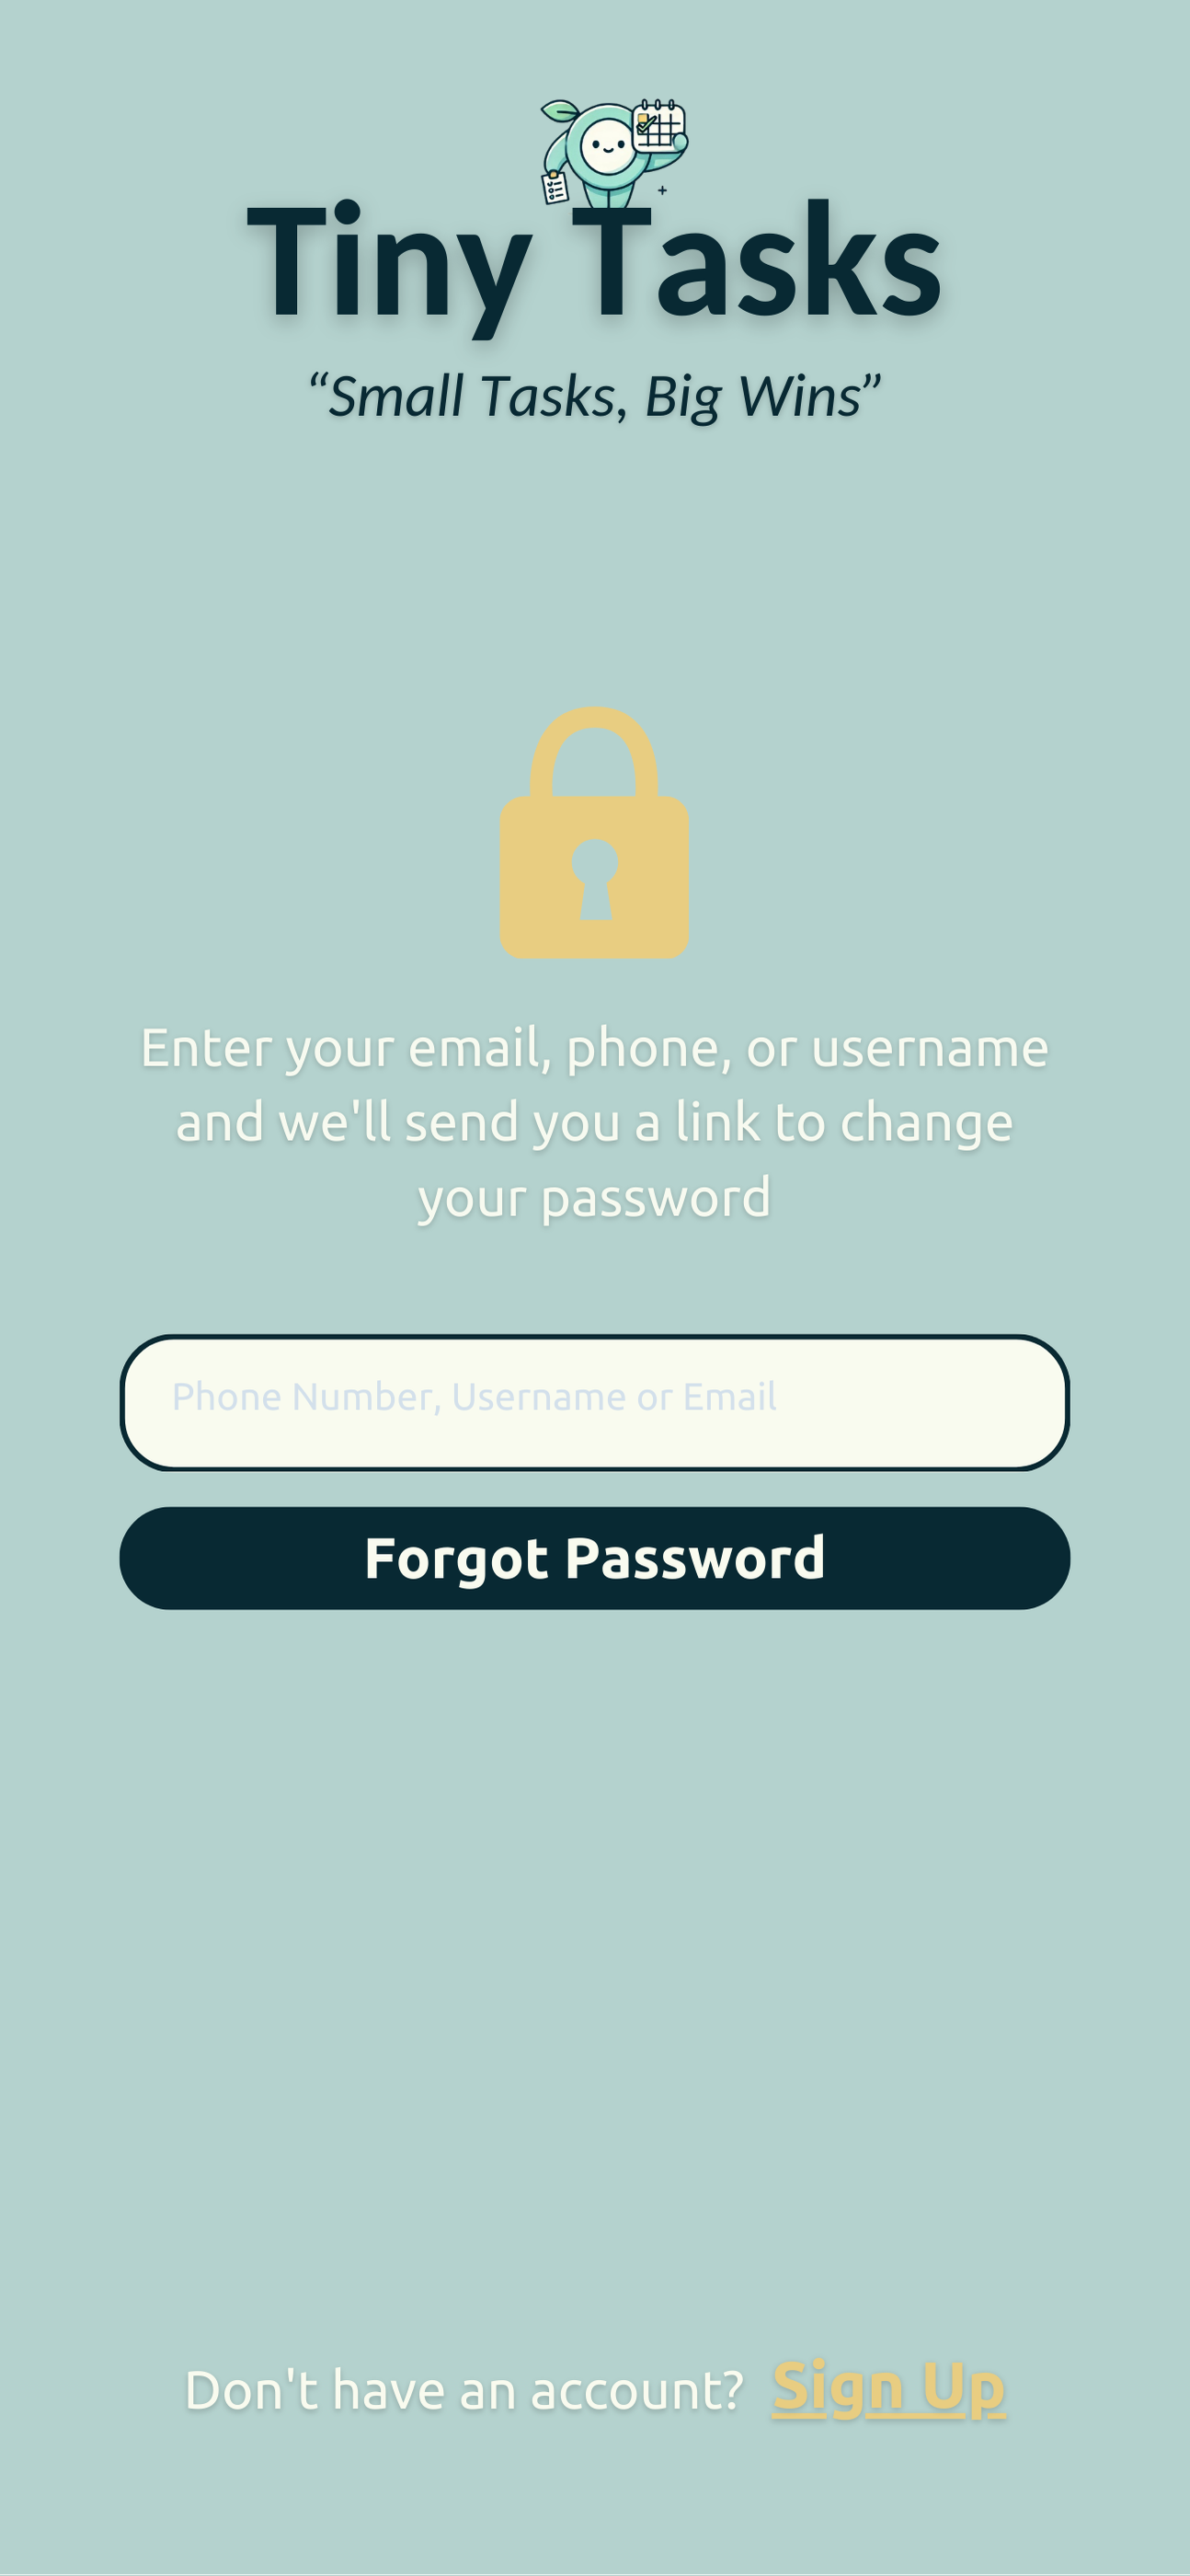 Tiny Tasks
“Small Tasks, Big Wins”
Enter your email, phone, or username
and we'll send you a link to change
your password
Phone Number, Username or Email
Forgot Password
Don't have an account? Sign Up